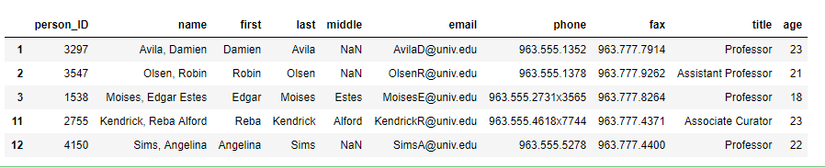 person_ID name first last middle email phone fax title age
1 3297 Avila, Damien Damien Avila NaN AvilaD@univ.edu 963.555.1352 963.777.7914 Professor 23
2 3547 Olsen, Robin Robin Olsen NaN OlsenR@univ.edu 963.555.1378 963.777.9262 Assistant Professor 21
3 1538 Moises, Edgar Estes Edgar Moises Estes MoisesE@univ.edu 963.555.2731x3565 963.777.8264 Professor 18
11 2755 Kendrick, Reba Alford Reba Kendrick Alford KendrickR@univ.edu 963.555.4618x7744 963.777.4371 Associate Curator 23
12 4150 Sims, Angelina Angelina Sims NaN SimsA@univ.edu 963.555.5278 963.777.4400 Professor 22